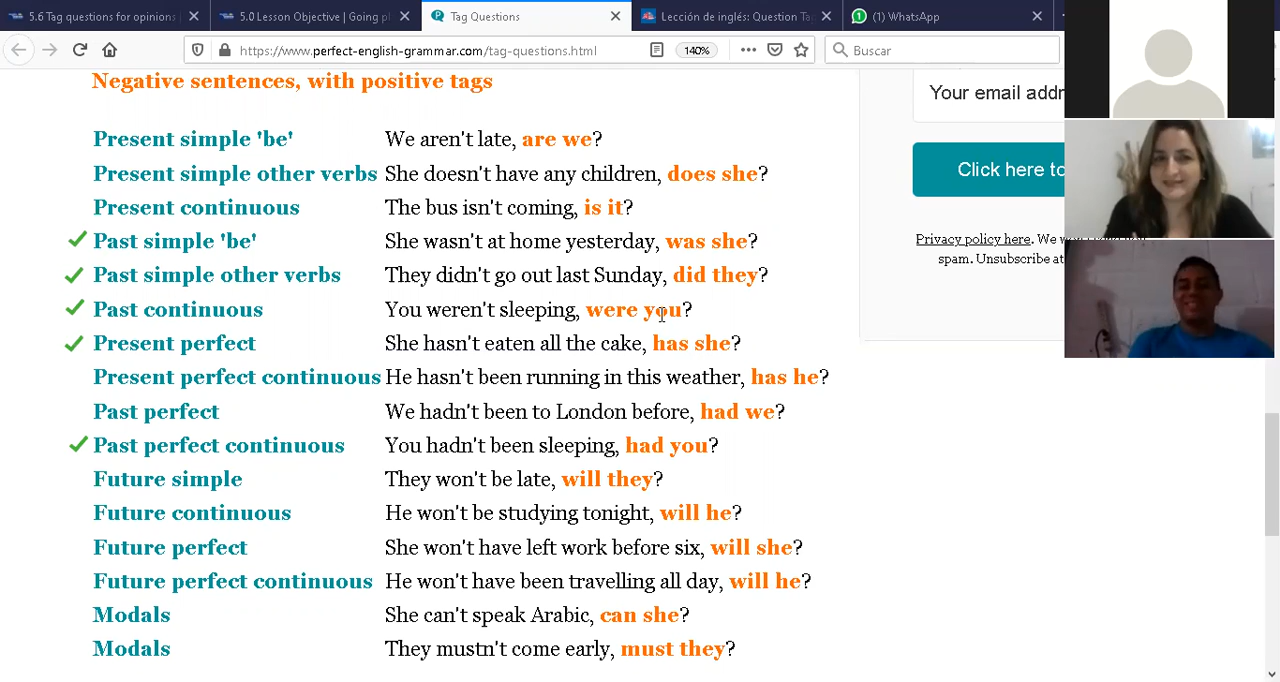 5.6 Tag questions for opinions
5.0 Lesson Objective | Going pl
Tag Questions
Lección de inglés: Question Ta
(1) WhatsApp
https://www.perfect-english-grammar.com/tag-questions.html
140%
Buscar
Negative sentences, with positive tags
Your email addr
Click here to
Privacy policy here. We
spam. Unsubscribe at
Present simple 'be' We aren't late, are we?
Present simple other verbs She doesn't have any children, does she?
Present continuous The bus isn't coming, is it?
Past simple 'be' She wasn't at home yesterday, was she?
Past simple other verbs They didn't go out last Sunday, did they?
Past continuous You weren't sleeping, were you?
Present perfect She hasn't eaten all the cake, has she?
Present perfect continuous He hasn't been running in this weather, has he?
Past perfect We hadn't been to London before, had we?
Past perfect continuous You hadn't been sleeping, had you?
Future simple They won't be late, will they?
Future continuous He won't be studying tonight, will he?
Future perfect She won't have left work before six, will she?
Future perfect continuous He won't have been travelling all day, will he?
Modals She can't speak Arabic, can she?
Modals They mustn't come early, must they?